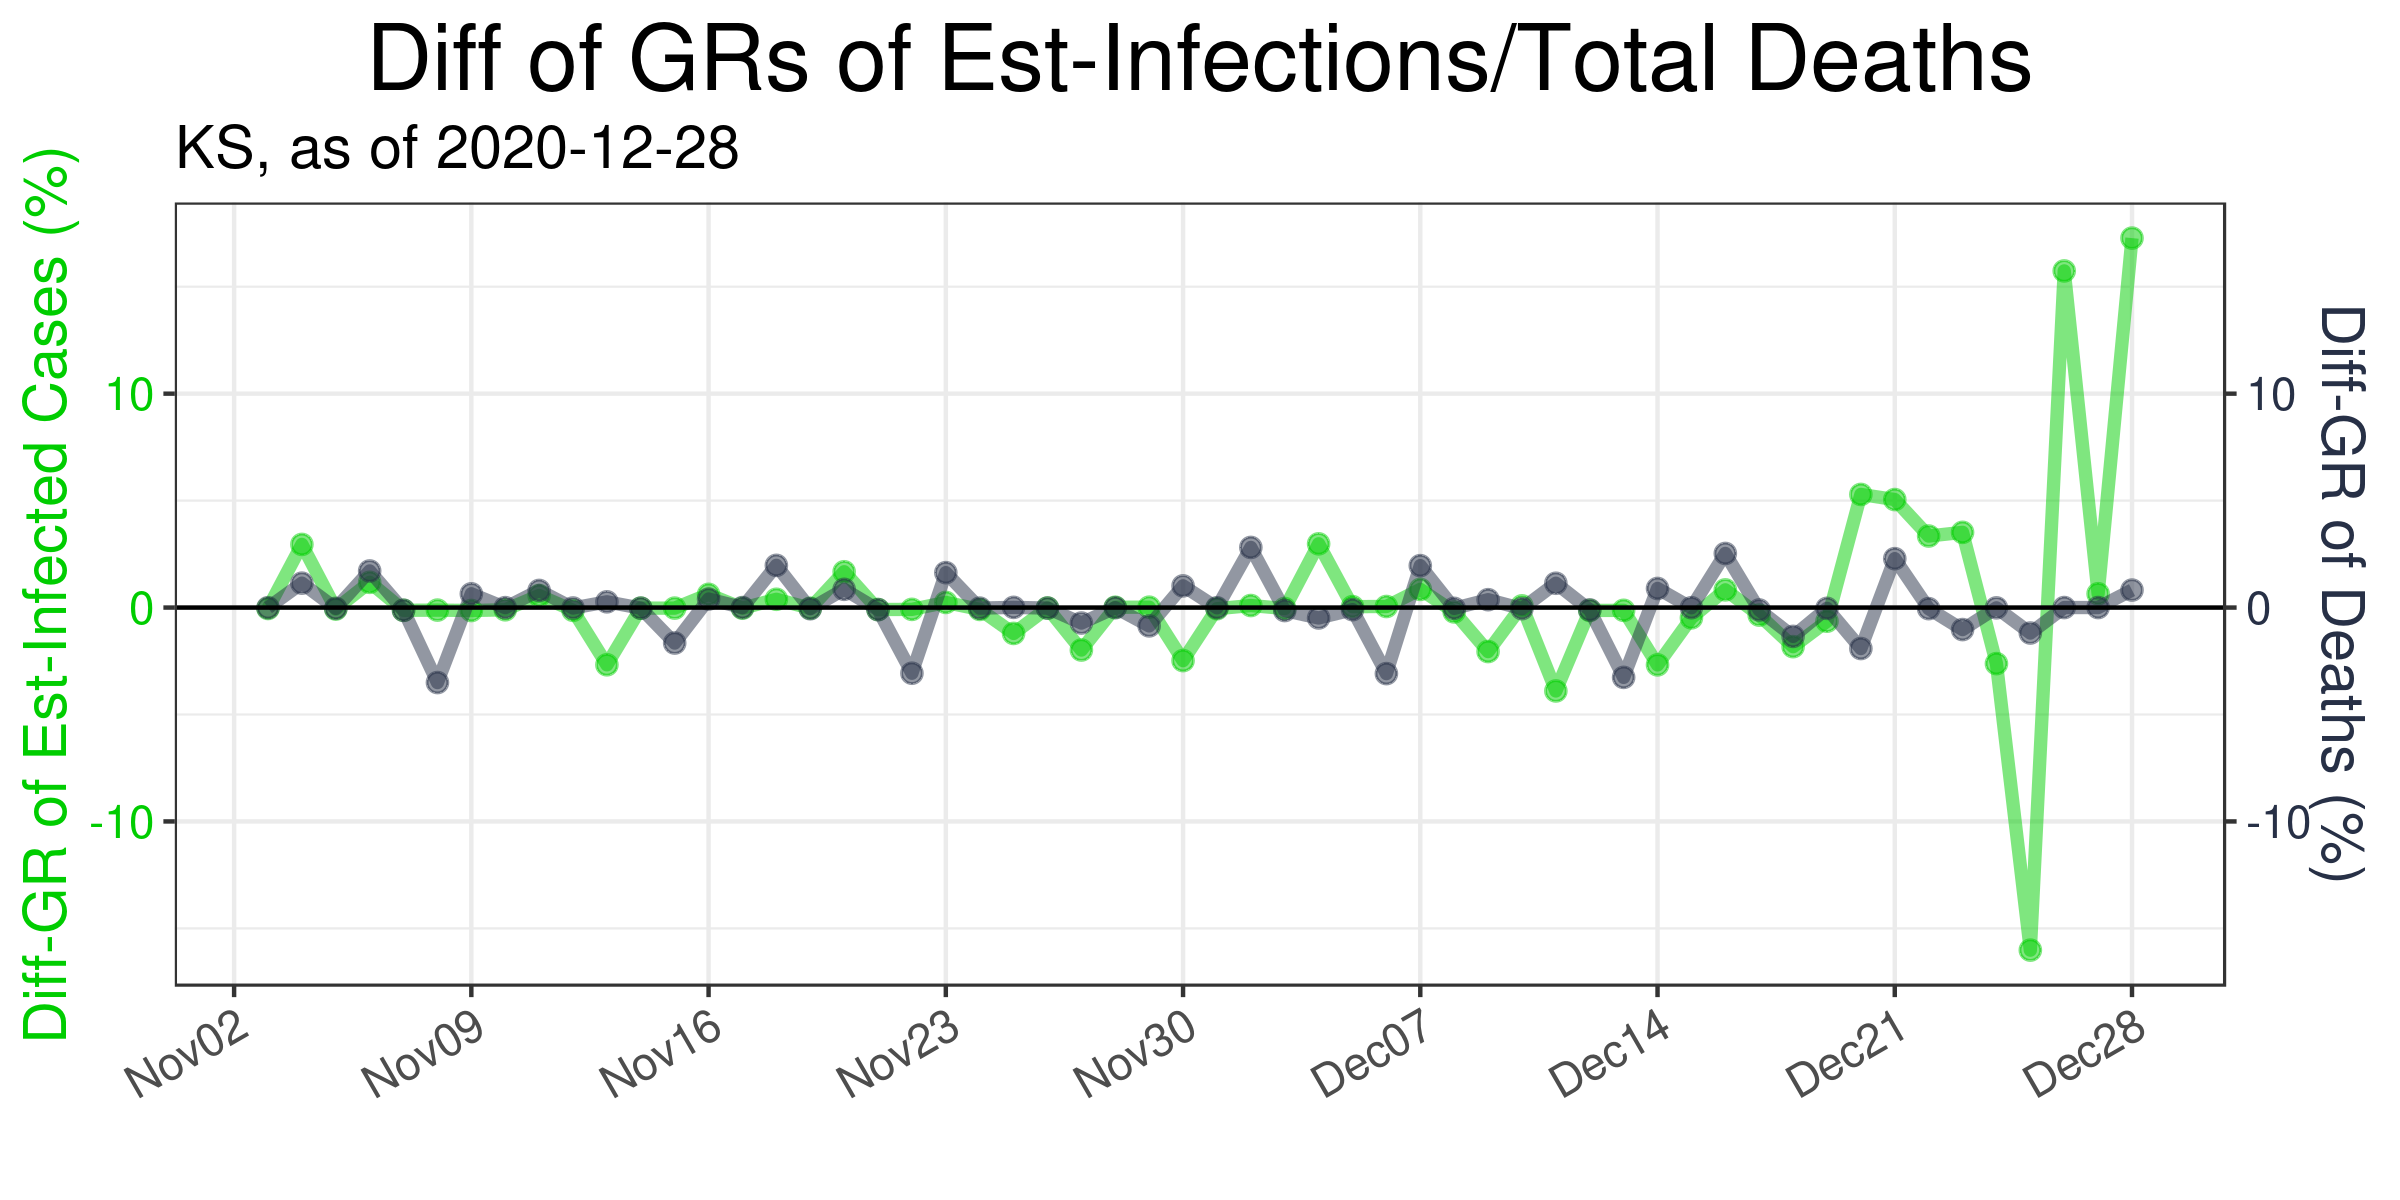 Diff of GRs of Est-Infections/Total Deaths
KS, as of 2020-12-28
Diff-GR of Est-Infected Cases (%)
10
0
-10
10
0
-10
Diff-GR of Deaths (%)
Nov02
Nov09
Nov16
Nov23
Nov30
Dec07
Dec14
Dec21
Dec28